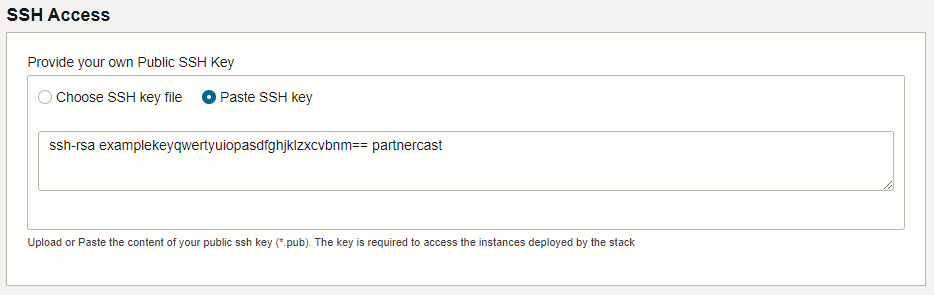 SSH Access
Provide your own Public SSH Key
Choose SSH key file Paste SSH key
ssh-rsa examplekeyqwertyuiopasdfghjklzxcvbnm== partnercast
Upload or Paste the content of your public ssh key (*.pub). The key is required to access the instances deployed by the stack